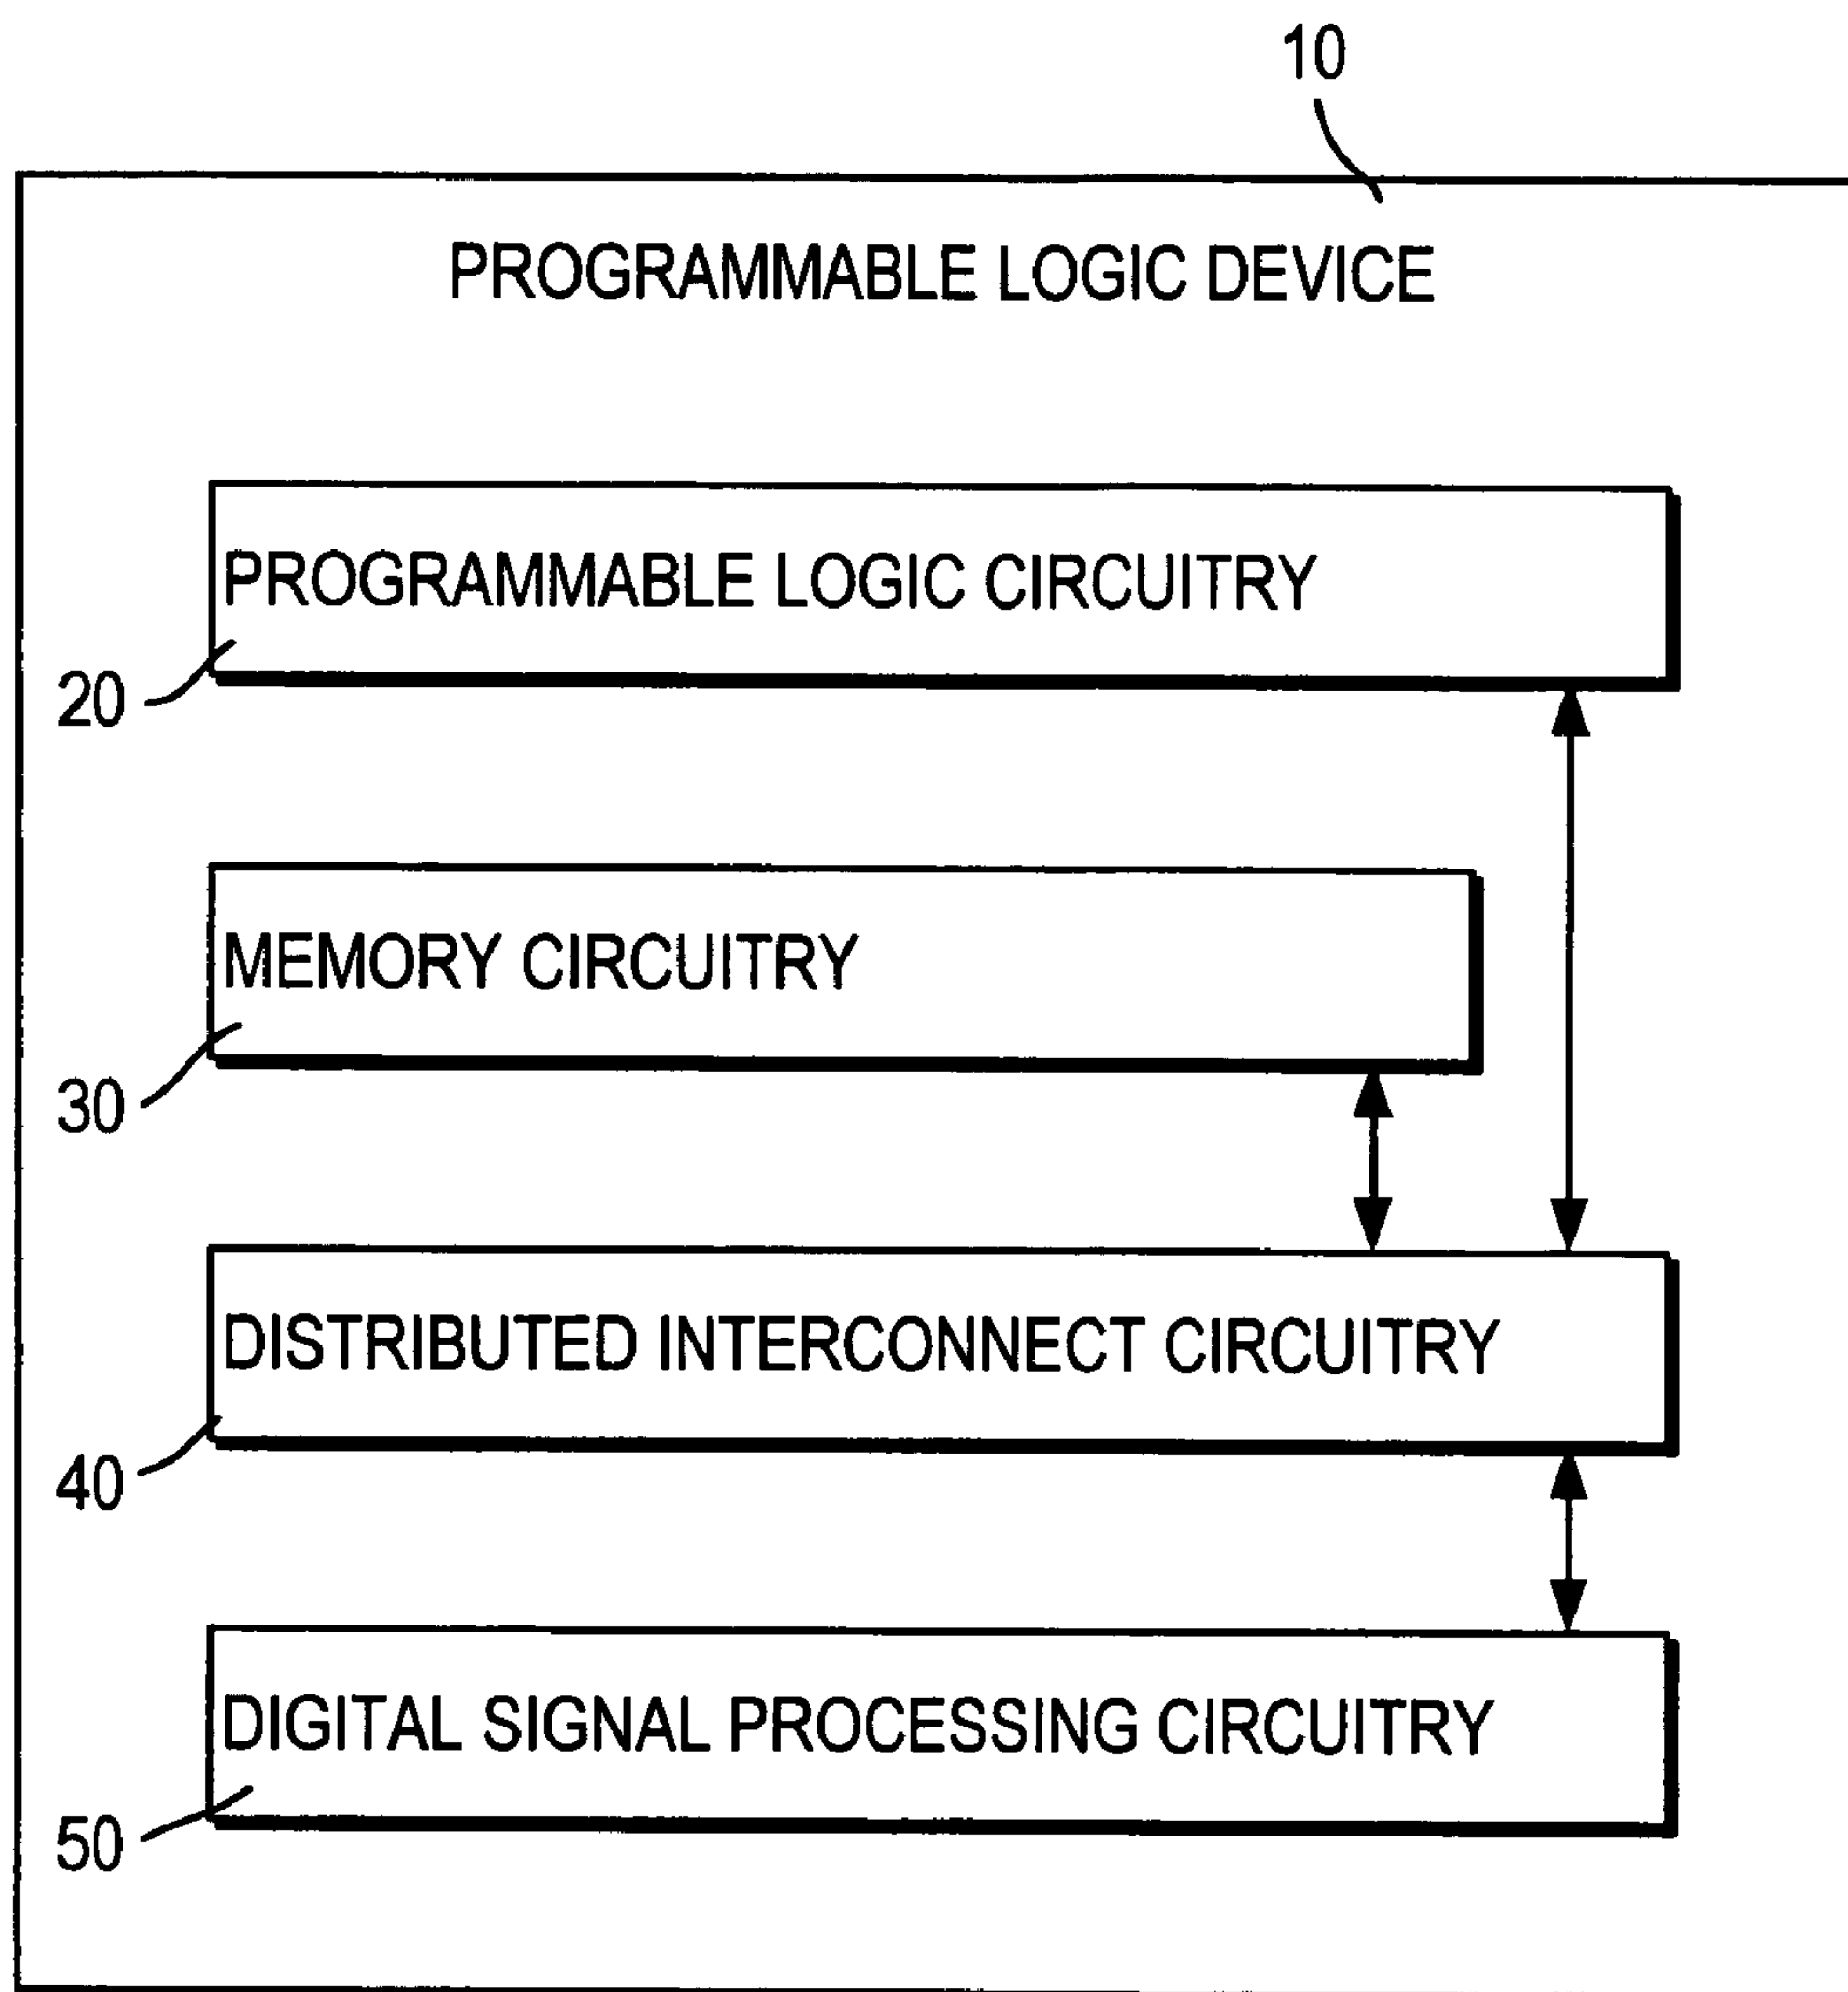 10
PROGRAMMABLE LOGIC DEVICE
PROGRAMMABLE LOGIC CIRCUITRY
20
MEMORY CIRCUITRY
30
DISTRIBUTED INTERCONNECT CIRCUITRY
40
DIGITAL SIGNAL PROCESSING CIRCUITRY
50